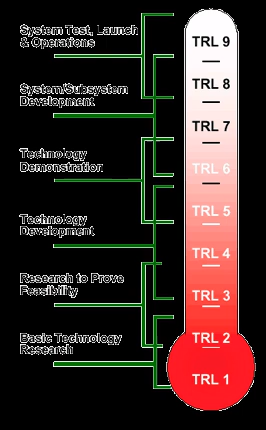 System Test, Launch
& Operations
System/Subsystem
Development
Technology
Demonstration
Technology
Development
Research to Prove
Feasibility
Basic Technology
Research
TRL 9
TRL 8
TRL 7
TRL 6
TRL 5
TRL 4
TRL 3
TRL 2
TRL 1